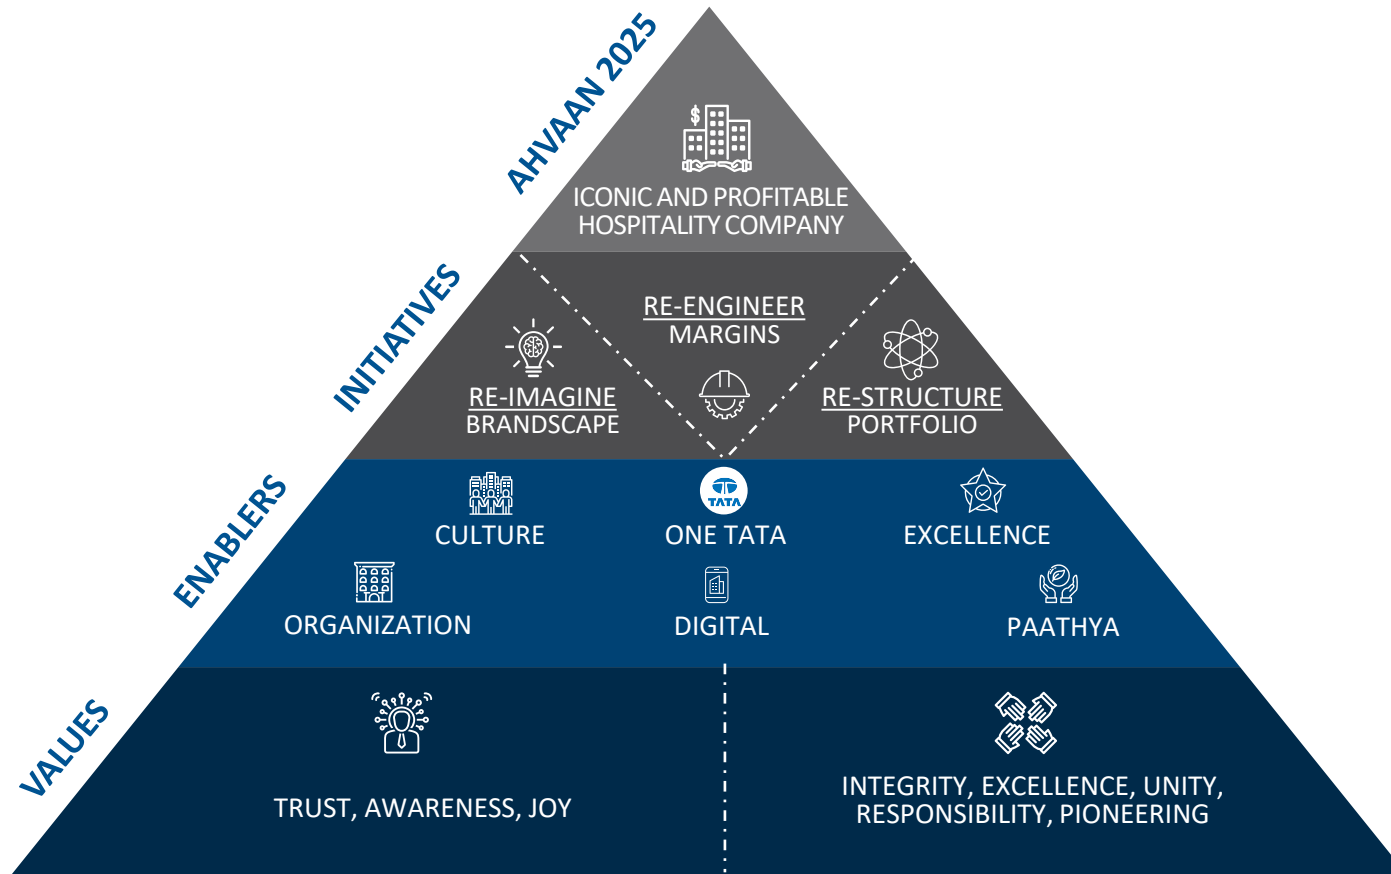 AHVAAN 2025
$
ICONIC AND PROFITABLE
HOSPITALITY COMPANY
INITIATIVES
RE-ENGINEER
MARGINS
RE-IMAGINE
BRANDSCAPE
RE-STRUCTURE
PORTFOLIO
ENABLERS
TATA
CULTURE
ONE TATA
EXCELLENCE
ORGANIZATION
DIGITAL
PAATHYA
VALUES
TRUST, AWARENESS, JOY
INTEGRITY, EXCELLENCE, UNITY,
RESPONSIBILITY, PIONEERING